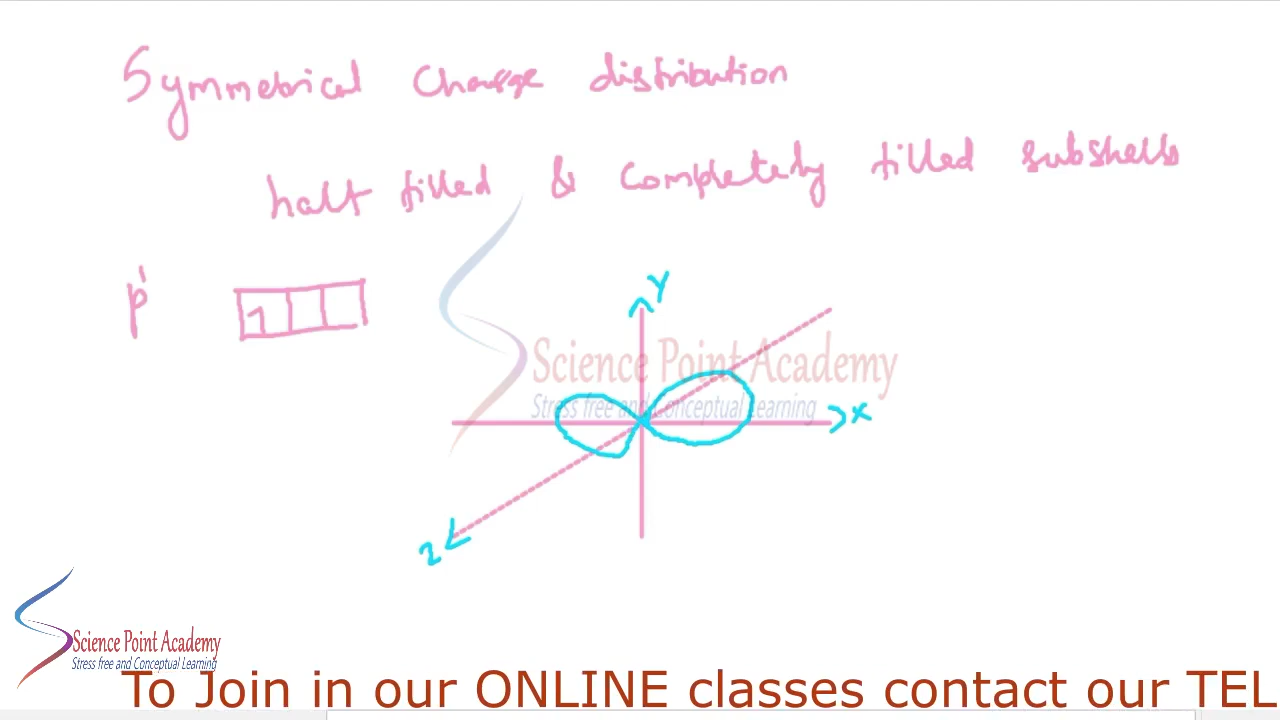 Symmetrical Charge distribution
half filled & Completely filled subshells
p¹
1
Y
Science Point Academy
Stress free and Conceptual Learning
X
Z
Science Point Academy
Stress free and Conceptual Learning
To Join in our ONLINE classes contact our TEL